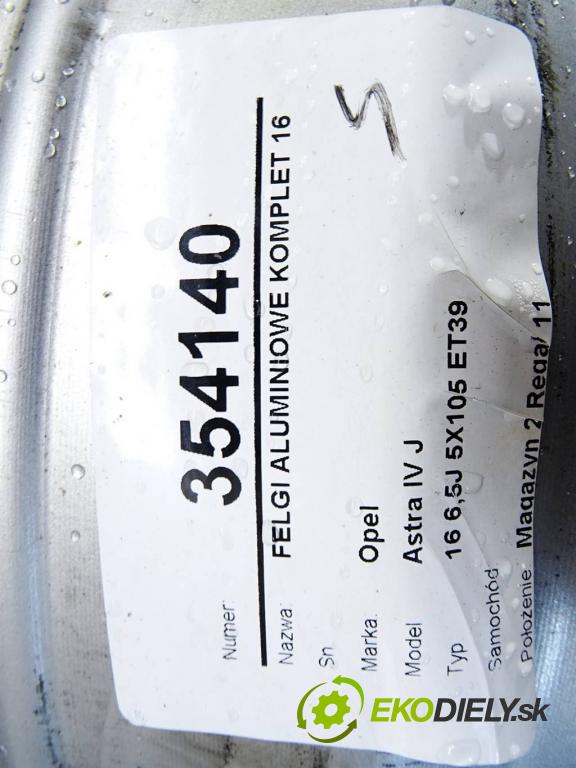 Numer: 354140
Nazwa: FELGI ALUMINIOWE KOMPLET 16
Sn
Marka: Opel
Model Astra IV J
Typ 16 6,5J 5X105 ET39
Samochód
Położenie: Magazyn 2 Regał 11
EKODIELY.sk